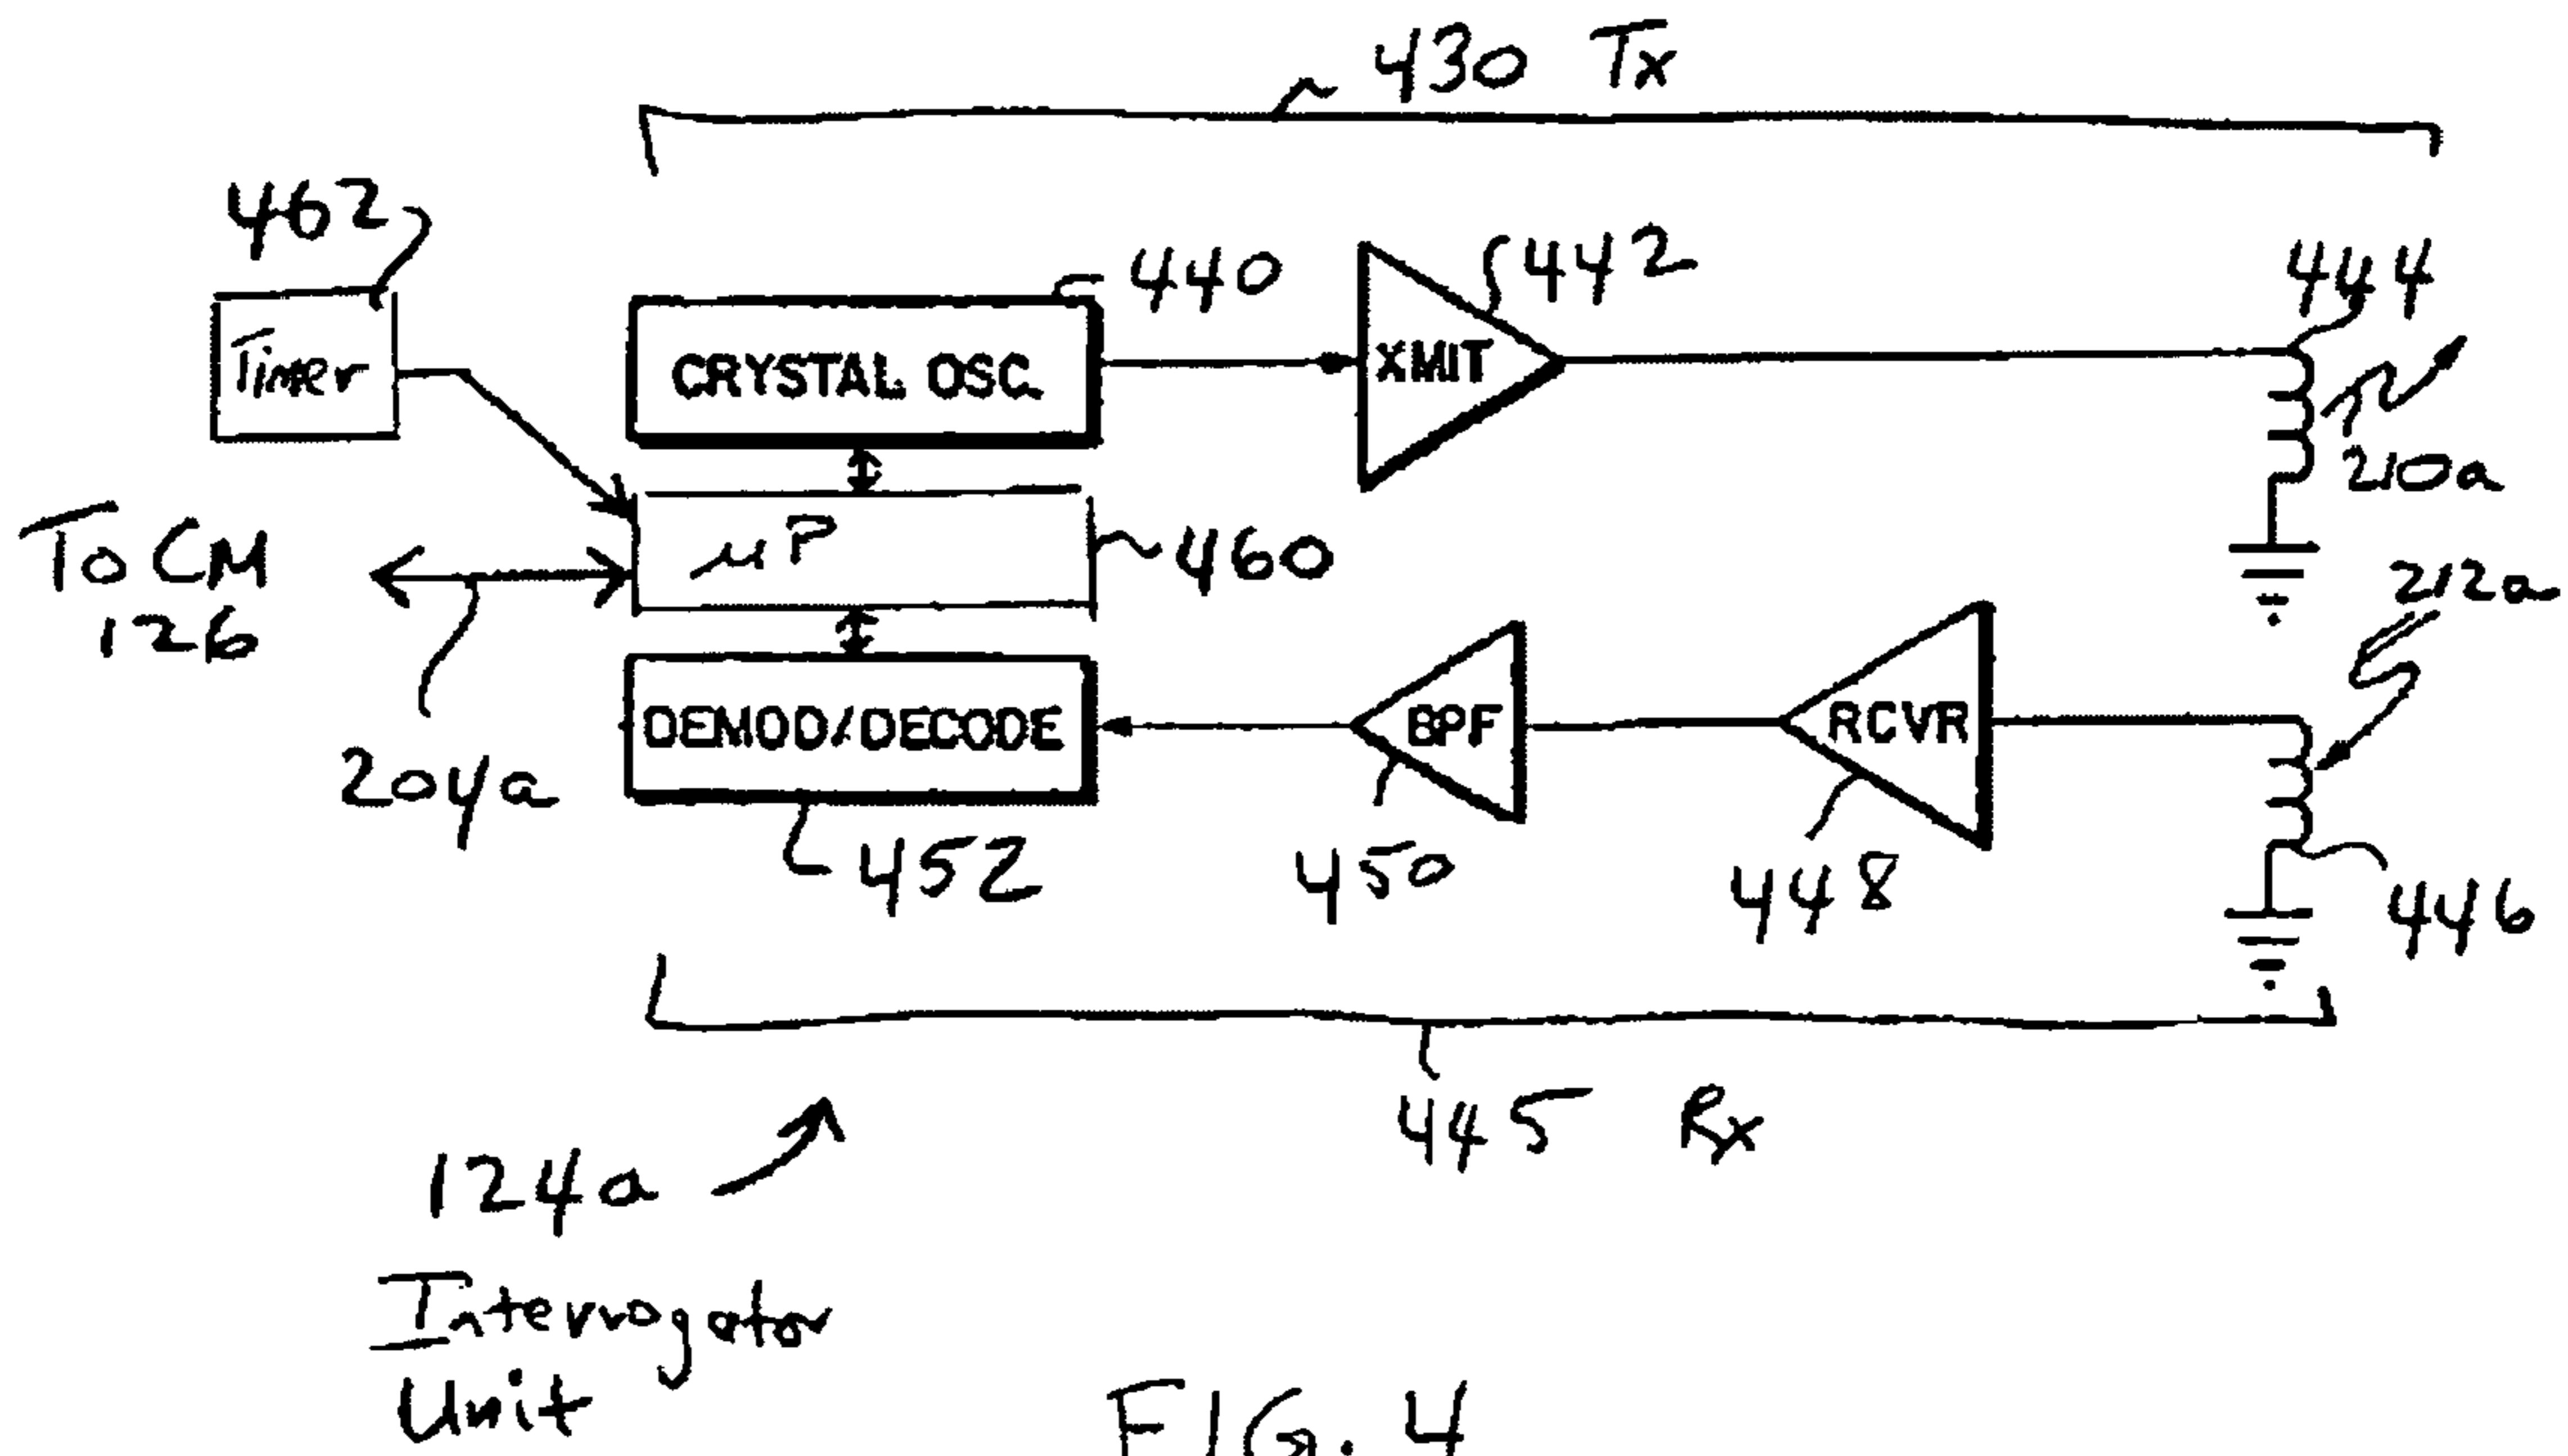 430 Tx
462
440
442
444
Timer
CRYSTAL OSC.
XMIT
210a
To CM
126
μP
460
212a
DEMOD/DECODE
BPF
RCVR
204a
452
450
448
446
445 Rx
124a
Interrogator
Unit
FIG. 4